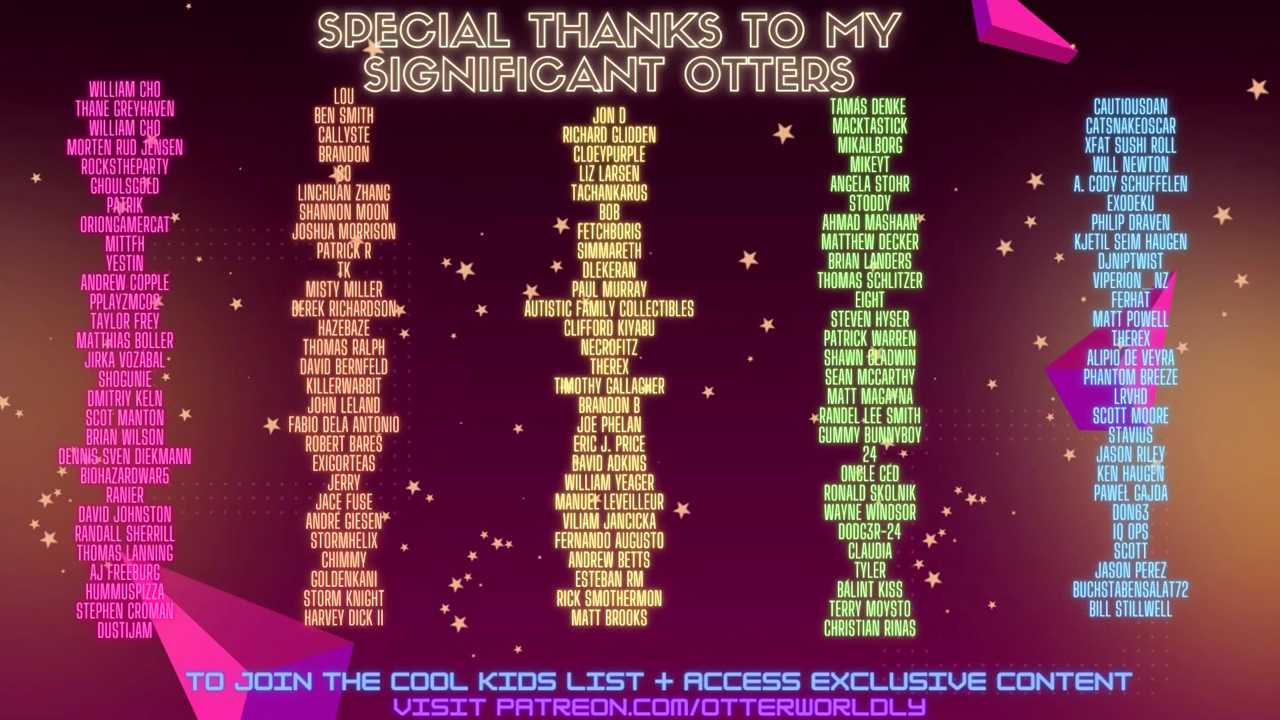 SPECIAL THANKS TO MY
SIGNIFICANT OTTERS
WILLIAM CHO
THANE GREYHAVEN
WILLIAM CHO
MORTEN RUD JENSEN
ROCKSTHEPARTY
GHOULSGOLD
PATRIK
ORIONGAMERCAT
MITTFH
YESTIN
ANDREW COPPLE
PPLAYZMC02
TAYLOR FREY
MATTHIAS BOLLER
JIRKA VOZÁBAL
SHOGUNIE
DMITRIY KELN
SCOT MANTON
BRIAN WILSON
DENNIS SVEN DIEKMANN
BIOHAZARDWAR5
RANIER
DAVID JOHNSTON
RANDALL SHERRILL
THOMAS LANNING
AJ FREEBURG
HUMMUSPIZZA
STEPHEN CROMAN
DUSTIJAM
LOU
BEN SMITH
CALLYSTE
BRANDON
LINCHUAN ZHANG
SHANNON MOON
JOSHUA MORRISON
PATRICK R
TK
MISTY MILLER
DEREK RICHARDSON
HAZEBAZE
THOMAS RALPH
DAVID BERNFELD
KILLERWABBIT
JOHN LELAND
FABIO DELA ANTONIO
ROBERT BAREŠ
EXIGORTEAS
JERRY
JACE FUSE
ANDRÉ GIESEN
STORMHELIX
CHIMMY
GOLDENKANI
STORM KNIGHT
HARVEY DICK II
JON D
RICHARD GLIDDEN
CLOEYPURPLE
LIZ LARSEN
TACHANKARUS
BOB
FETCHBORIS
SIMMARETH
DLEKERAN
PAUL MURRAY
AUTISTIC FAMILY COLLECTIBLES
CLIFFORD KIYABU
NECROFITZ
THEREX
TIMOTHY GALLAGHER
BRANDON B
JOE PHELAN
ERIC J. PRICE
DAVID ADKINS
WILLIAM YEAGER
MANUEL LEVEILLEUR
VILIAM JANCICKA
FERNANDO AUGUSTO
ANDREW BETTS
ESTEBAN RM
RICK SMOTHERMON
MATT BROOKS
TAMÁS DENKE
MACKTASTICK
MIKAILBORG
MIKEYT
ANGELA STOHR
STODDY
AHMAD MASHAAN
MATTHEW DECKER
BRIAN LANDERS
THOMAS SCHLITZER
EIGHT
STEVEN HYSER
PATRICK WARREN
SHAWN GLADWIN
SEAN MCCARTHY
MATT MAGAYNA
RANDEL LEE SMITH
GUMMY BUNNYBOY
24
ONCLE CED
RONALD SKOLNIK
WAYNE WINDSOR
DODG3R-24
CLAUDIA
TYLER
BÁLINT KISS
TERRY MOYSTO
CHRISTIAN RINAS
CAUTIOUSDAN
CATSNAKEOSCAR
XFAT SUSHI ROLL
WILL NEWTON
A. CODY SCHUFFELEN
EXODEKU
PHILIP DRAVEN
KJETIL SEIM HAUGEN
DJNIPTWIST
VIPERION_NZ
FERHAT
MATT POWELL
THEREX
ALIPIO DE VEYRA
PHANTOM BREEZE
LRVHD
SCOTT MOORE
STAVIUS
JASON RILEY
KEN HAUGEN
PAWEŁ GAJDA
DON63
IQ OPS
SCOTT
JASON PEREZ
BUCHSTABENSALAT72
BILL STILLWELL
TO JOIN THE COOL KIDS LIST + ACCESS EXCLUSIVE CONTENT
VISIT PATREON.COM/OTTERWORLDLY